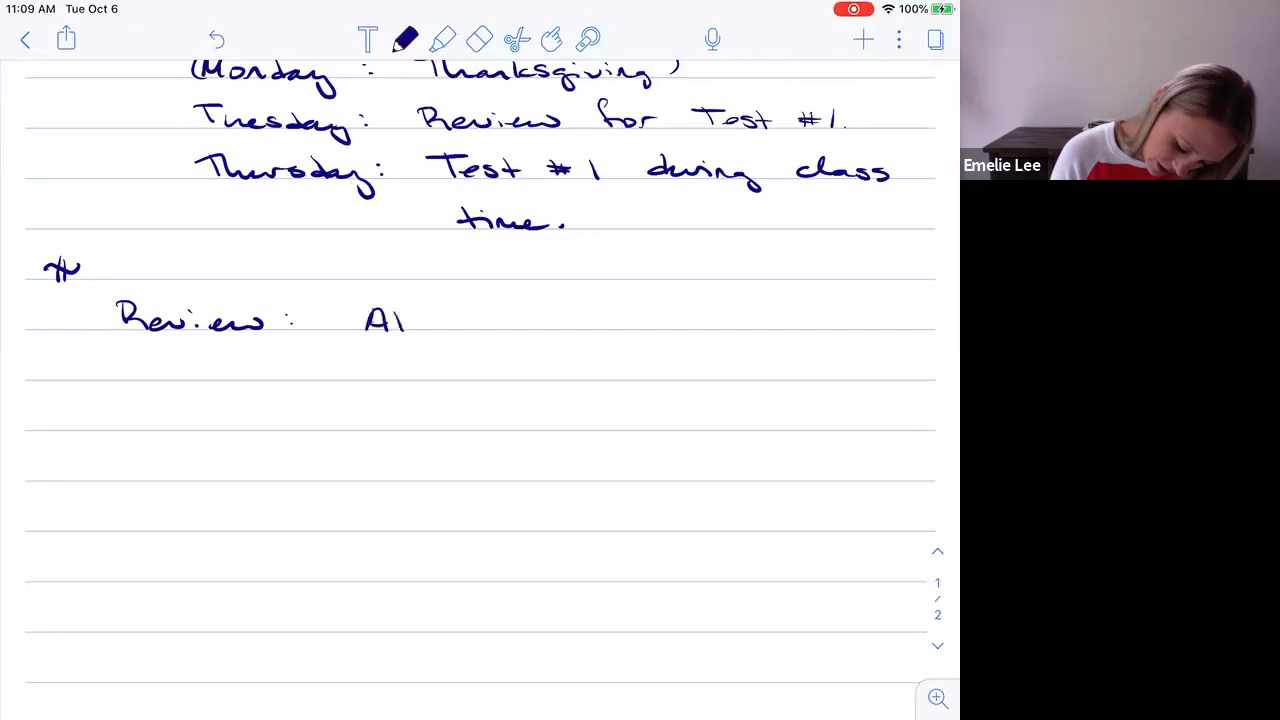 11:09 AM Tue Oct 6
100%
(Monday : Thanksgiving)
Tuesday: Review for Test #1.
Thursday: Test #1 during class
time.
Review: Al
1
/
2
Emelie Lee